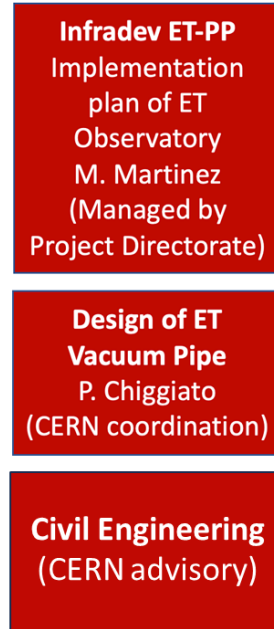 Infradev ET-PP
Implementation
plan of ET
Observatory
M. Martinez
(Managed by
Project Directorate)
Design of ET
Vacuum Pipe
P. Chiggiato
(CERN coordination)
Civil Engineering
(CERN advisory)